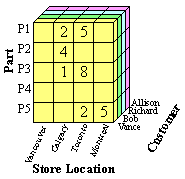 P1 2 5
P2 4
P3 1 8
P4
P5 2 5
Part
Vancouver
Calgary
Toronto
Montreal
Allison
Richard
Bob
Vance
Customer
Store Location